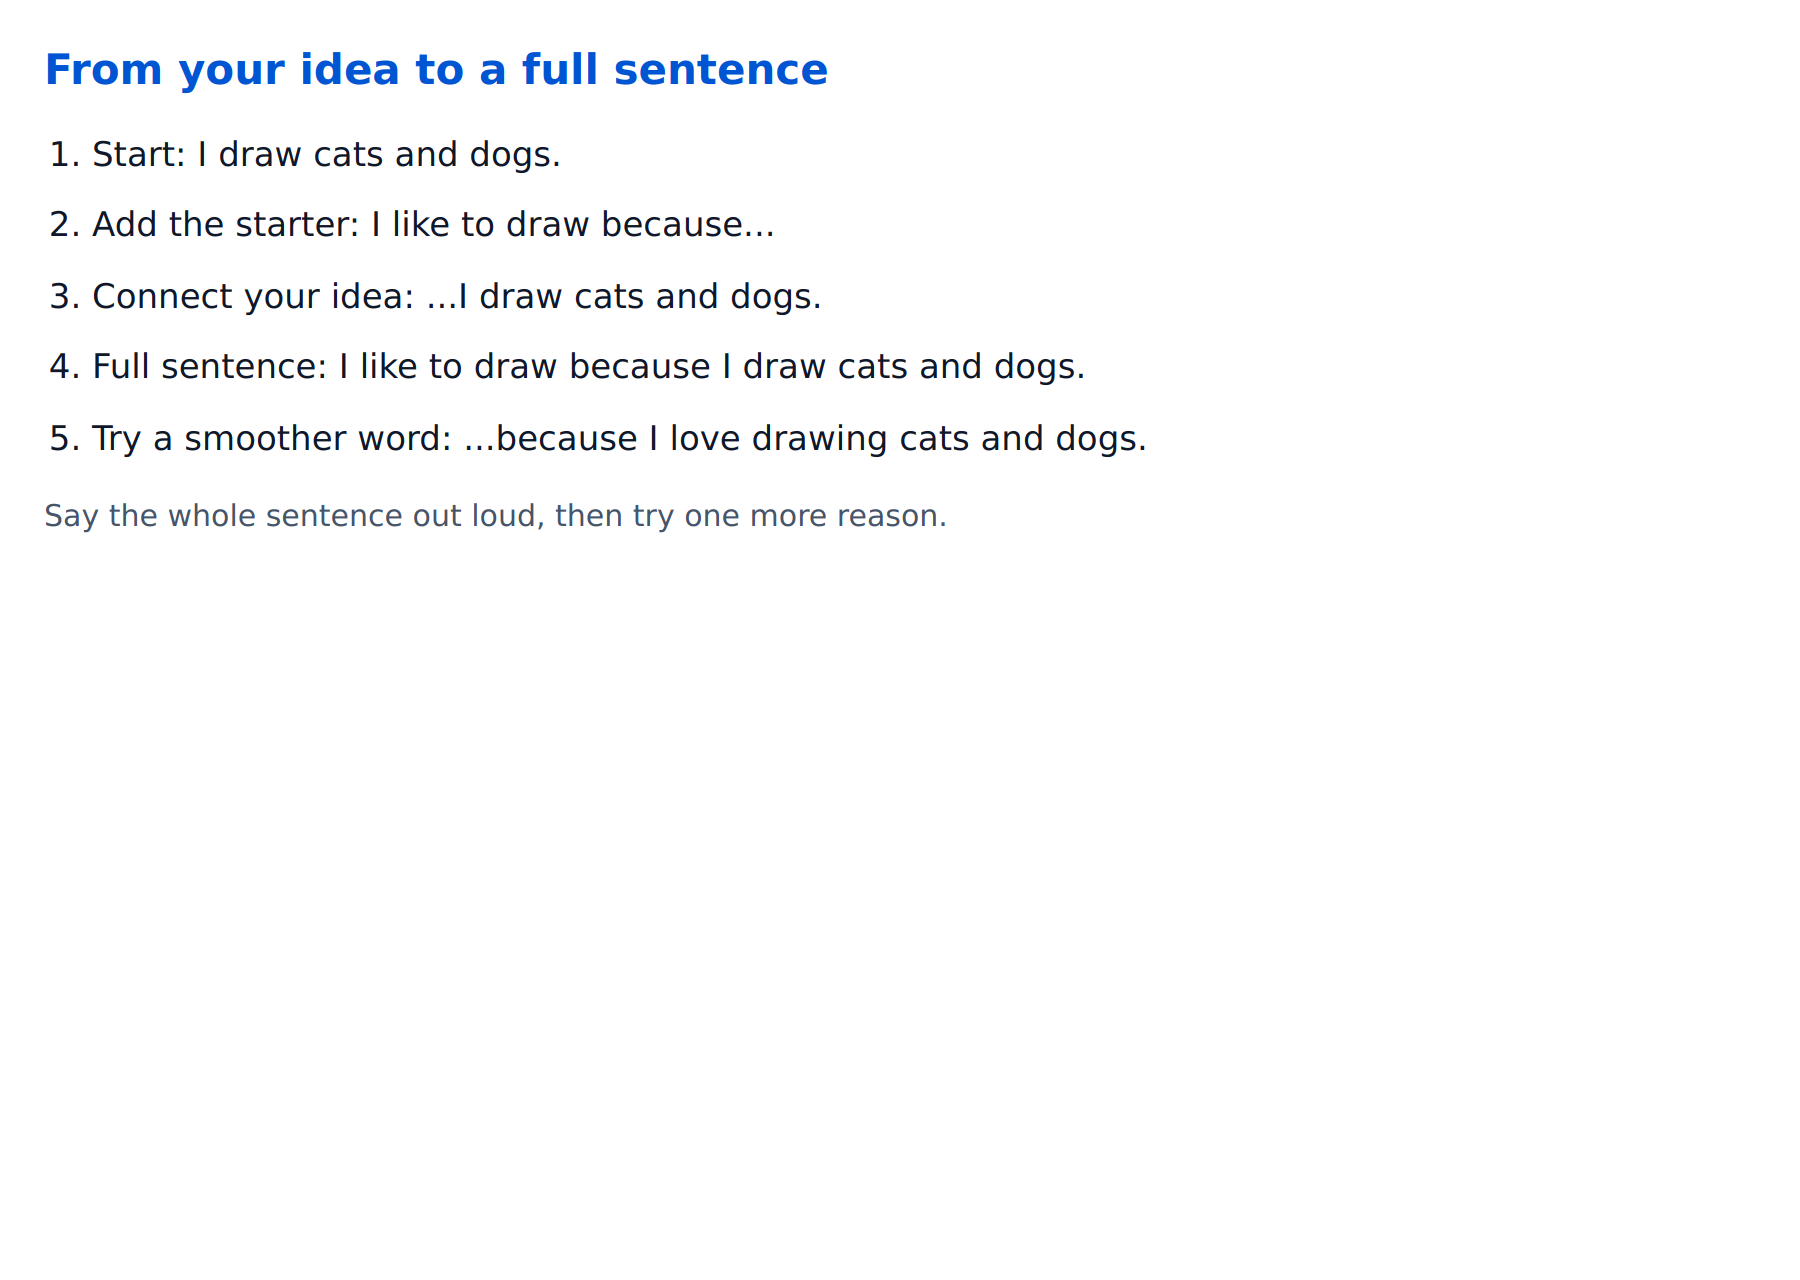 From your idea to a full sentence
1. Start: I draw cats and dogs.
2. Add the starter: I like to draw because...
3. Connect your idea: ...I draw cats and dogs.
4. Full sentence: I like to draw because I draw cats and dogs.
5. Try a smoother word: ...because I love drawing cats and dogs.
Say the whole sentence out loud, then try one more reason.